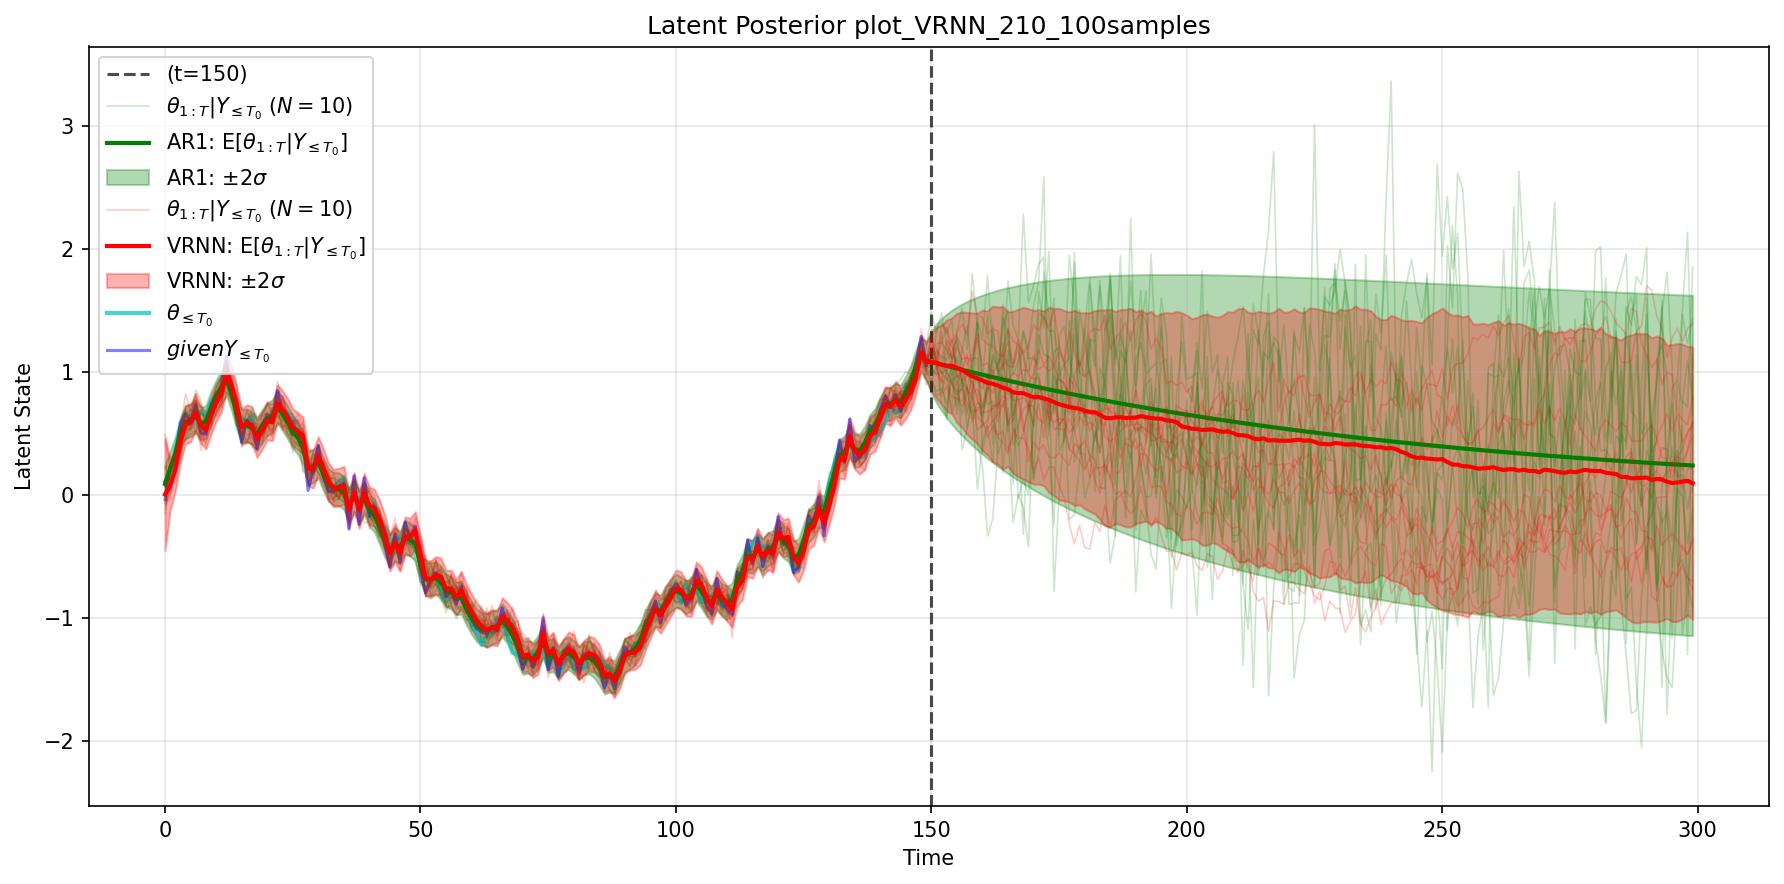 Latent Posterior plot_VRNN_210_100samples
(t=150)
θ₁:T|Y≤T₀ (N = 10)
AR1: E[θ₁:T|Y≤T₀]
AR1: ±2σ
θ₁:T|Y≤T₀ (N = 10)
VRNN: E[θ₁:T|Y≤T₀]
VRNN: ±2σ
θ≤T₀
givenY≤T₀
Latent State
3
2
1
0
−1
−2
0 50 100 150 200 250 300
Time